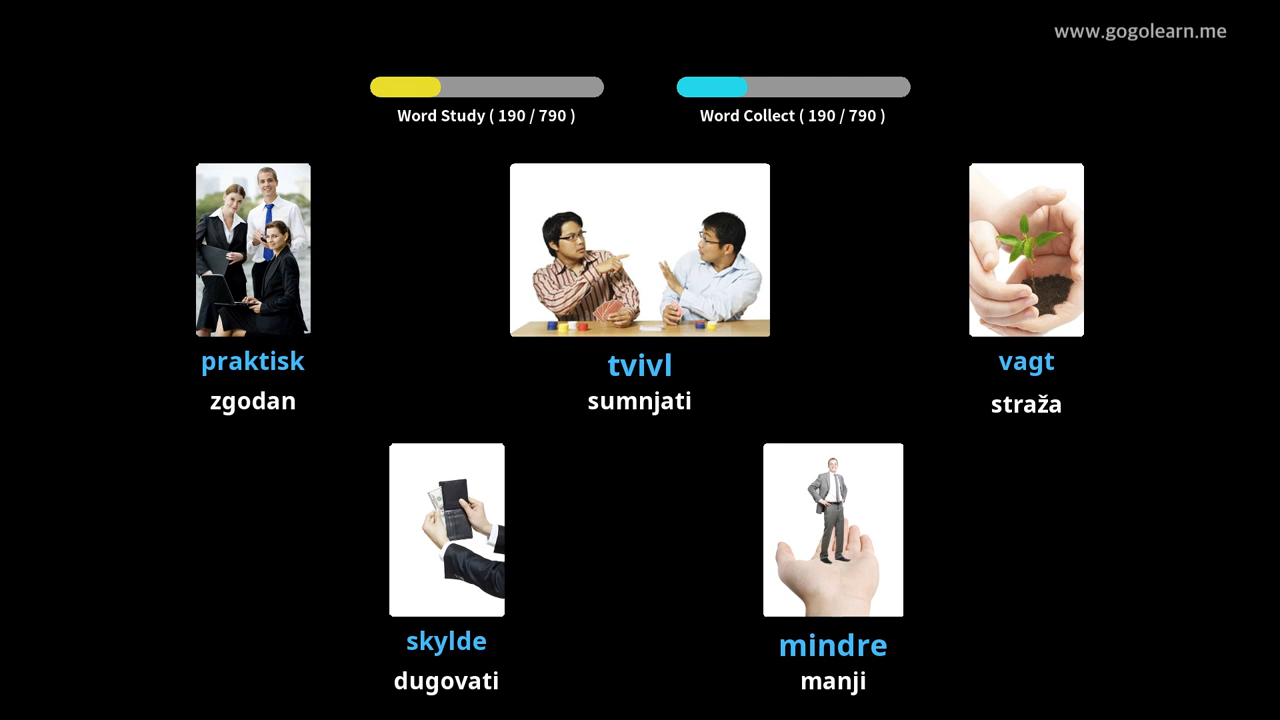 www.gogolearn.me
Word Study ( 190 / 790 )
Word Collect ( 190 / 790 )
praktisk
zgodan
tvivl
sumnjati
vagt
straža
skylde
dugovati
mindre
manji